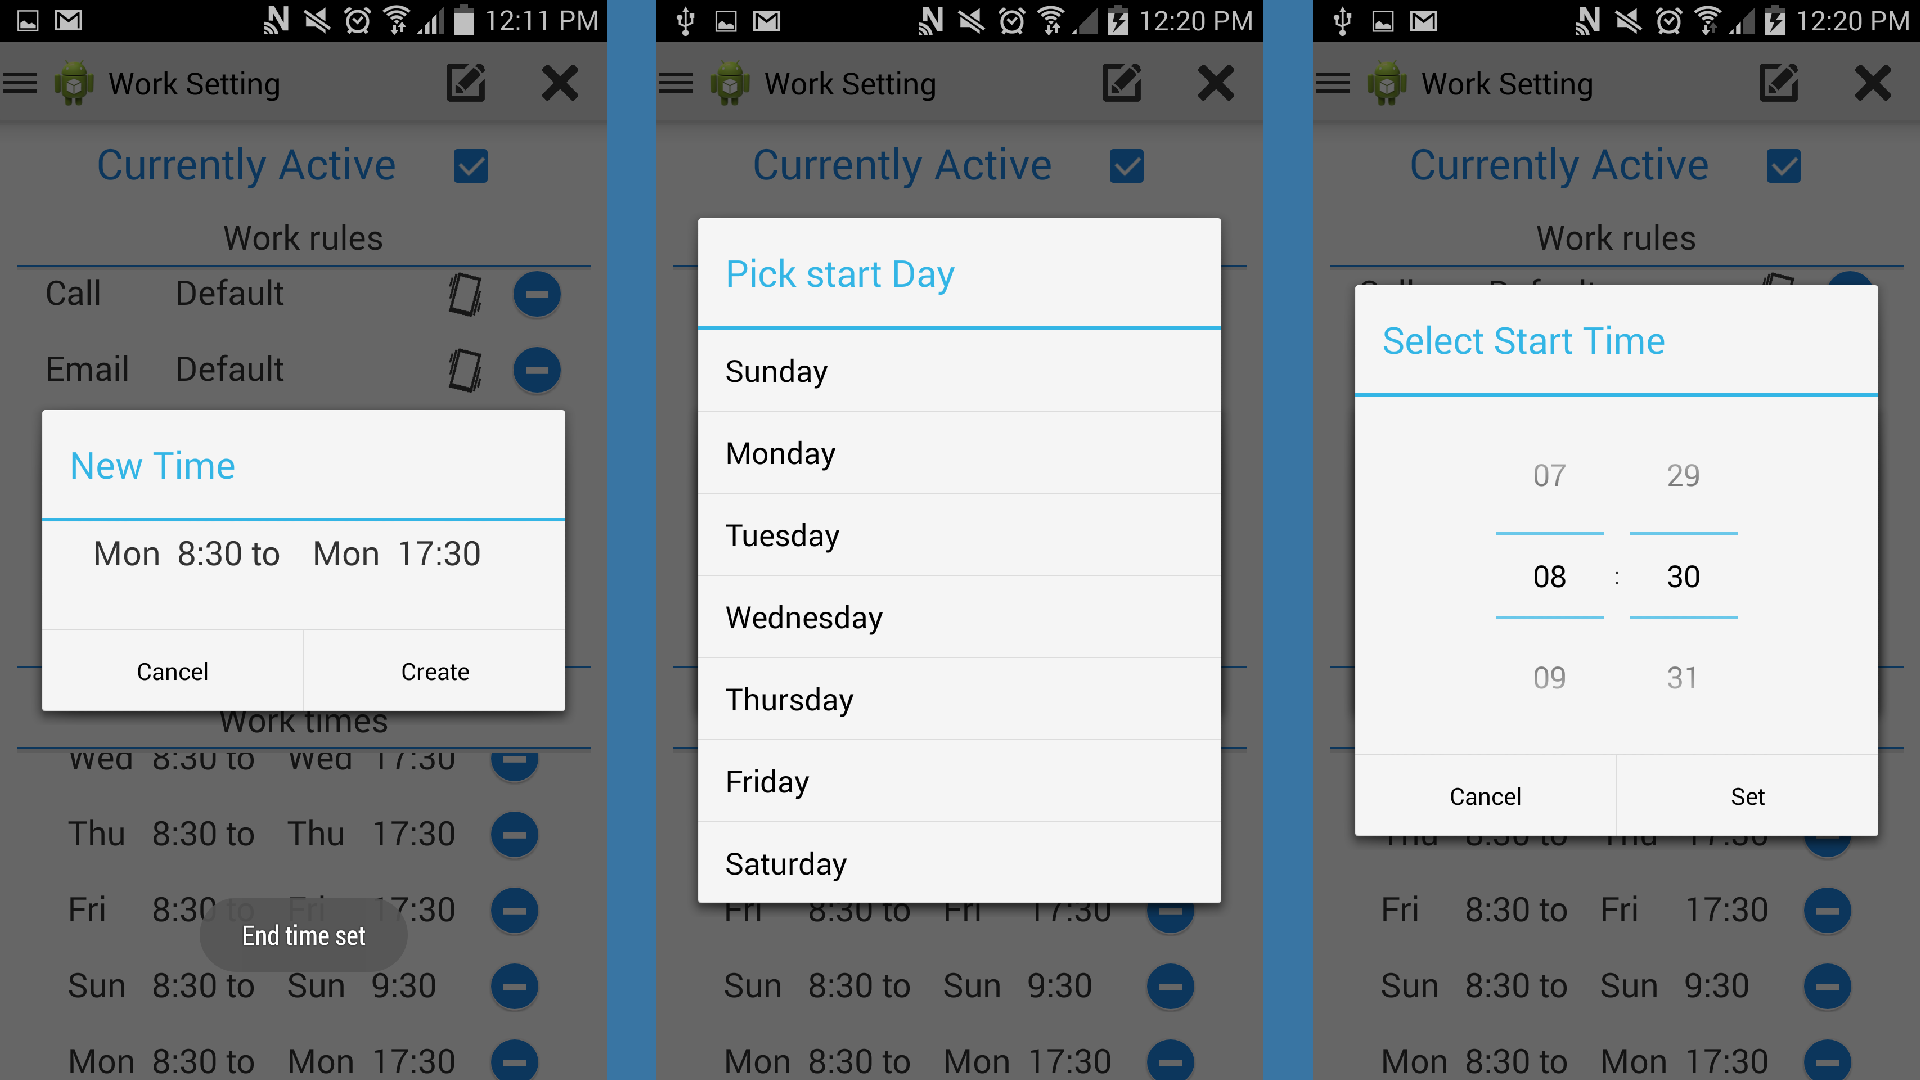 12:11 PM
Work Setting
Currently Active
Work rules
Call Default
Email Default
New Time
Mon 8:30 to Mon 17:30
Cancel Create
Work times
Wed 8:30 to Wed 17:30
Thu 8:30 to Thu 17:30
Fri 8:30 to Fri 17:30
End time set
Sun 8:30 to Sun 9:30
Mon 8:30 to Mon 17:30
12:20 PM
Work Setting
Currently Active
Pick start Day
Sunday
Monday
Tuesday
Wednesday
Thursday
Friday
Saturday
Fri 8:30 to Fri 17:30
Sun 8:30 to Sun 9:30
Mon 8:30 to Mon 17:30
12:20 PM
Work Setting
Currently Active
Work rules
Select Start Time
07 29
08 : 30
09 31
Cancel Set
Thu 8:30 to Thu 17:30
Fri 8:30 to Fri 17:30
Sun 8:30 to Sun 9:30
Mon 8:30 to Mon 17:30